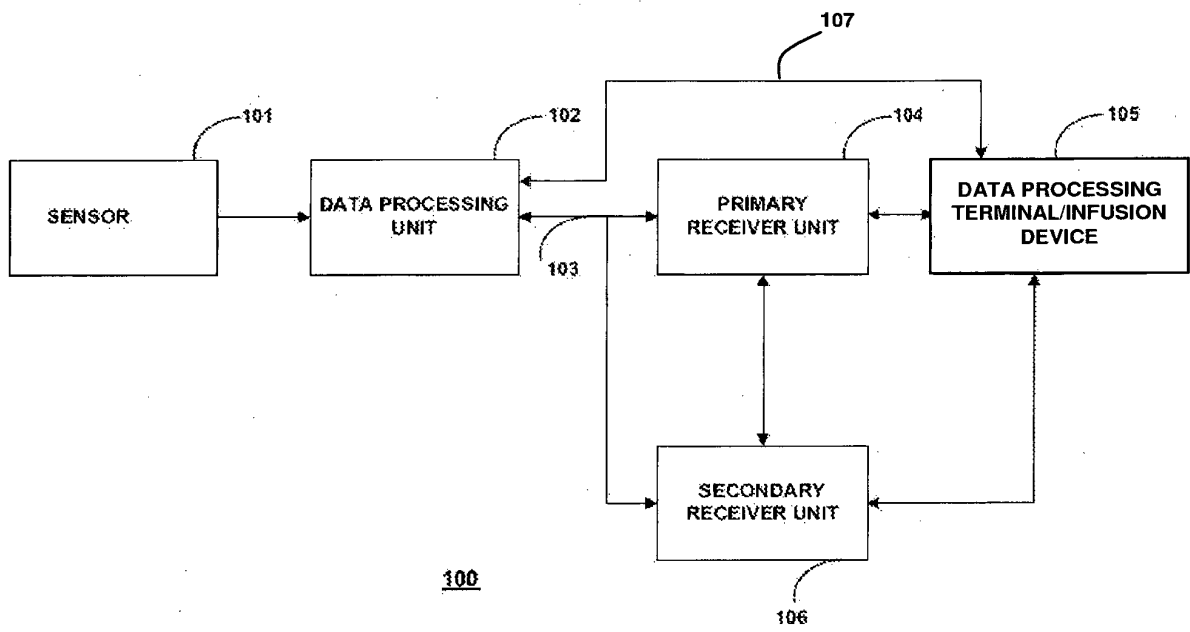 107
101
102
104
105
SENSOR
DATA PROCESSING
UNIT
PRIMARY
RECEIVER UNIT
DATA PROCESSING
TERMINAL/INFUSION
DEVICE
103
SECONDARY
RECEIVER UNIT
100
106